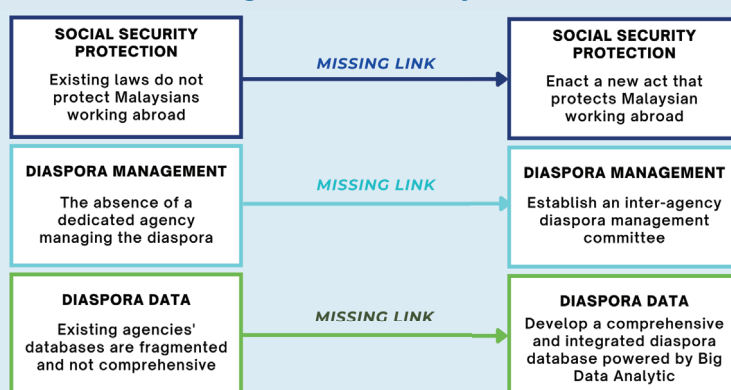 SOCIAL SECURITY
PROTECTION
Existing laws do not
protect Malaysians
working abroad
MISSING LINK
SOCIAL SECURITY
PROTECTION
Enact a new act that
protects Malaysian
working abroad
DIASPORA MANAGEMENT
The absence of a
dedicated agency
managing the diaspora
MISSING LINK
DIASPORA MANAGEMENT
Establish an inter-agency
diaspora management
committee
DIASPORA DATA
Existing agencies'
databases are fragmented
and not comprehensive
MISSING LINK
DIASPORA DATA
Develop a comprehensive
and integrated diaspora
database powered by Big
Data Analytic